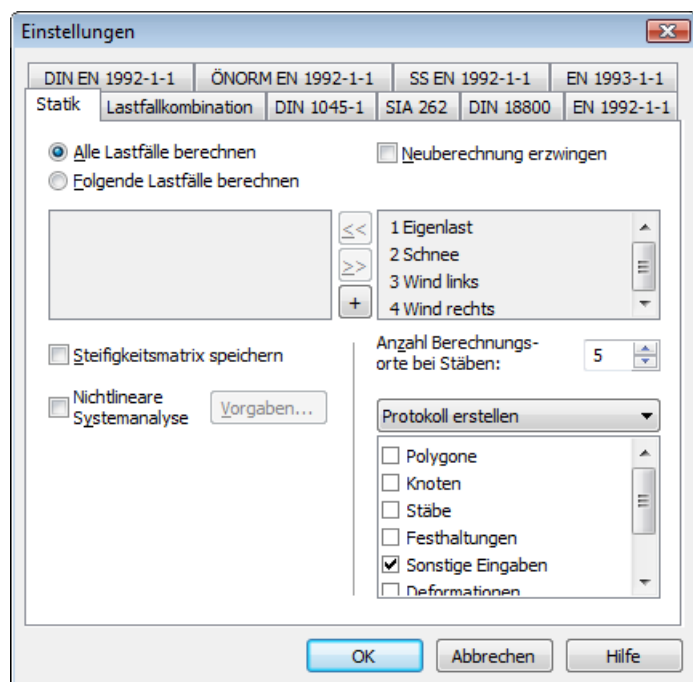 Einstellungen
DIN EN 1992-1-1 ÖNORM EN 1992-1-1 SS EN 1992-1-1 EN 1993-1-1
Statik Lastfallkombination DIN 1045-1 SIA 262 DIN 18800 EN 1992-1-1
Alle Lastfälle berechnen
Neuberechnung erzwingen
Folgende Lastfälle berechnen
<<
>>
+
1 Eigenlast
2 Schnee
3 Wind links
4 Wind rechts
Steifigkeitsmatrix speichern
Nichtlineare
Systemanalyse
Vorgaben...
Anzahl Berechnungs-
orte bei Stäben:
5
Protokoll erstellen
Polygone
Knoten
Stäbe
Festhaltungen
Sonstige Eingaben
Deformationen
OK Abbrechen Hilfe